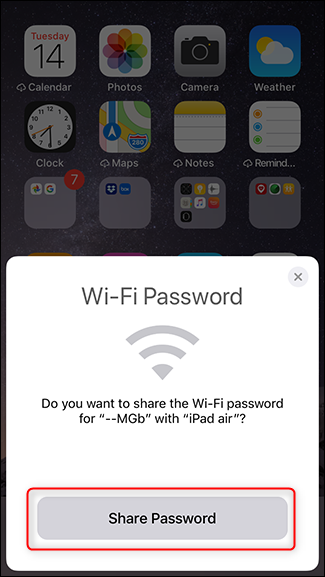 Tuesday
14
Calendar Photos Camera Weather
280
Clock Maps Notes Remind...
7
Wi-Fi Password
Do you want to share the Wi-Fi password
for “--MGb” with “iPad air”?
Share Password